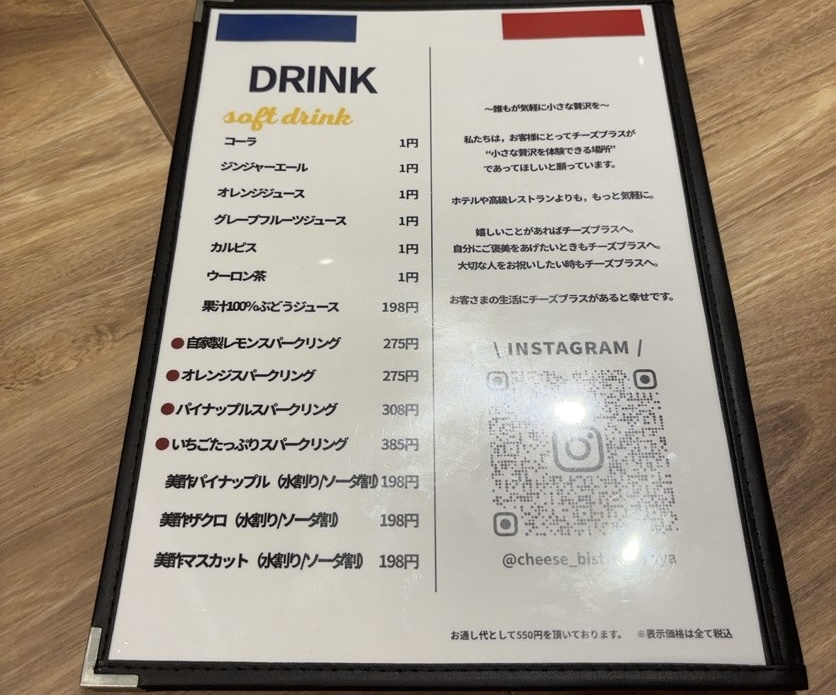 DRINK
soft drink
コーラ 1円
ジンジャーエール 1円
オレンジジュース 1円
グレープフルーツジュース 1円
カルピス 1円
ウーロン茶 1円
果汁100%ぶどうジュース 198円
自家製レモンスパークリング 275円
オレンジスパークリング 275円
パイナップルスパークリング 308円
いちごたっぷりスパークリング 385円
美酢パイナップル（水割り/ソーダ割） 198円
美酢ザクロ（水割り/ソーダ割） 198円
美酢マスカット（水割り/ソーダ割） 198円
～誰もが気軽に小さな贅沢を～
私たちは，お客様にとってチーズプラスが
“小さな贅沢を体験できる場所”
であってほしいと願っています。
ホテルや高級レストランよりも，もっと気軽に。
嬉しいことがあればチーズプラスへ。
自分にご褒美をあげたいときもチーズプラスへ。
大切な人をお祝いしたい時もチーズプラスへ。
お客さまの生活にチーズプラスがあると幸せです。
\ INSTAGRAM /
@cheese_bist
お通し代として550円を頂いております。 ※表示価格は全て税込